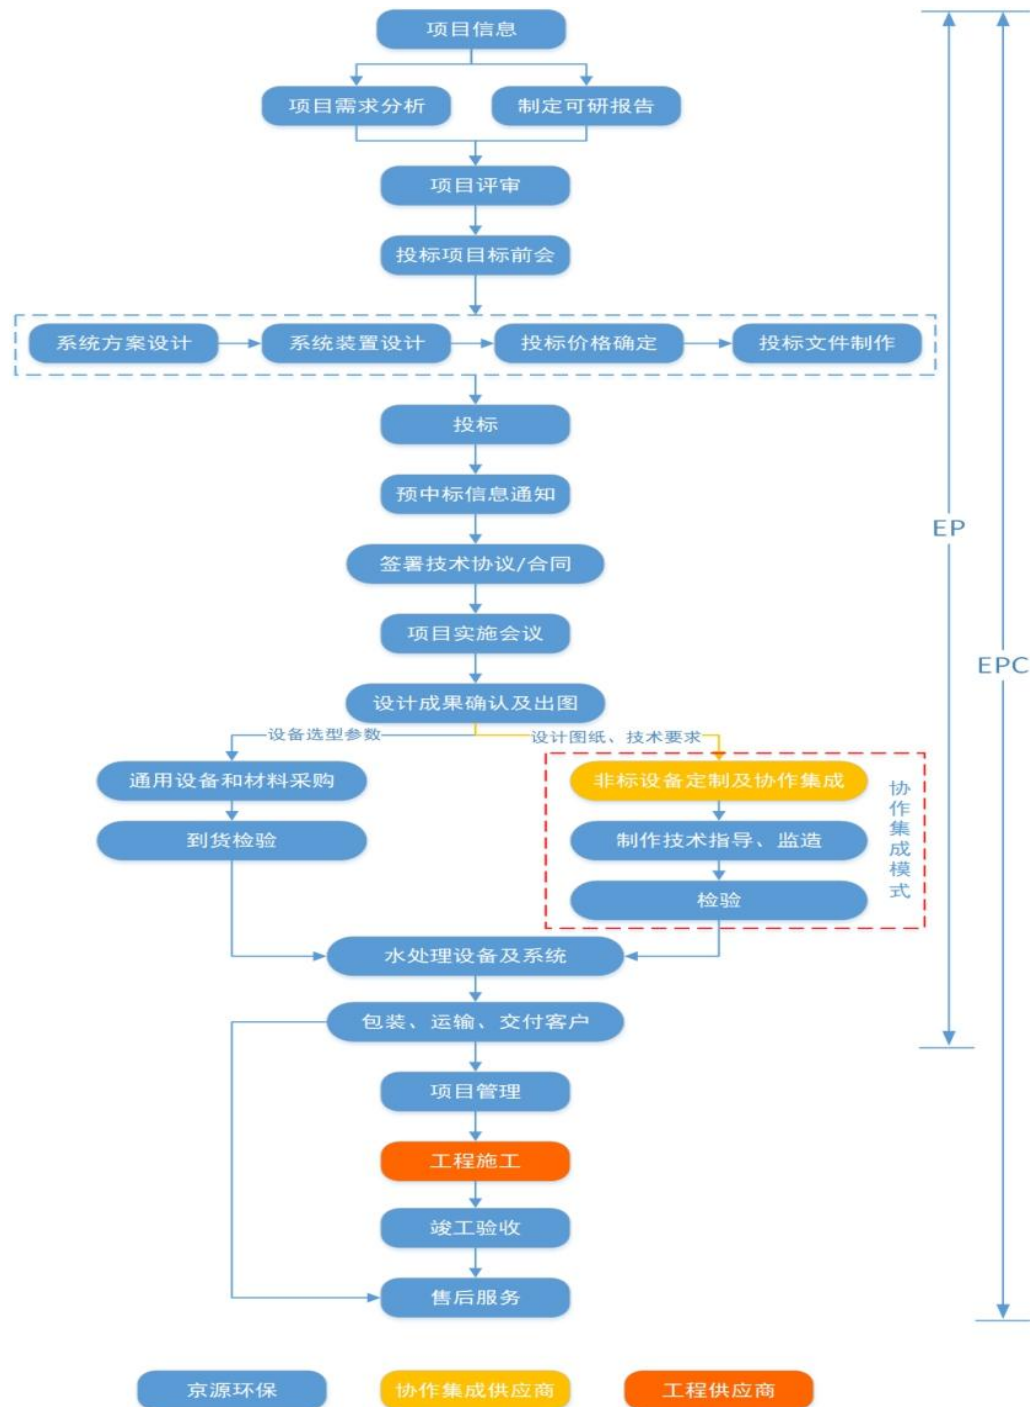 项目信息
项目需求分析
制定可研报告
项目评审
投标项目标前会
系统方案设计
系统装置设计
投标价格确定
投标文件制作
投标
预中标信息通知
EP
签署技术协议/合同
项目实施会议
EPC
设计成果确认及出图
设备选型参数
设计图纸、技术要求
通用设备和材料采购
非标设备定制及协作集成
协作集成模式
到货检验
制作技术指导、监造
检验
水处理设备及系统
包装、运输、交付客户
项目管理
工程施工
竣工验收
售后服务
京源环保
协作集成供应商
工程供应商